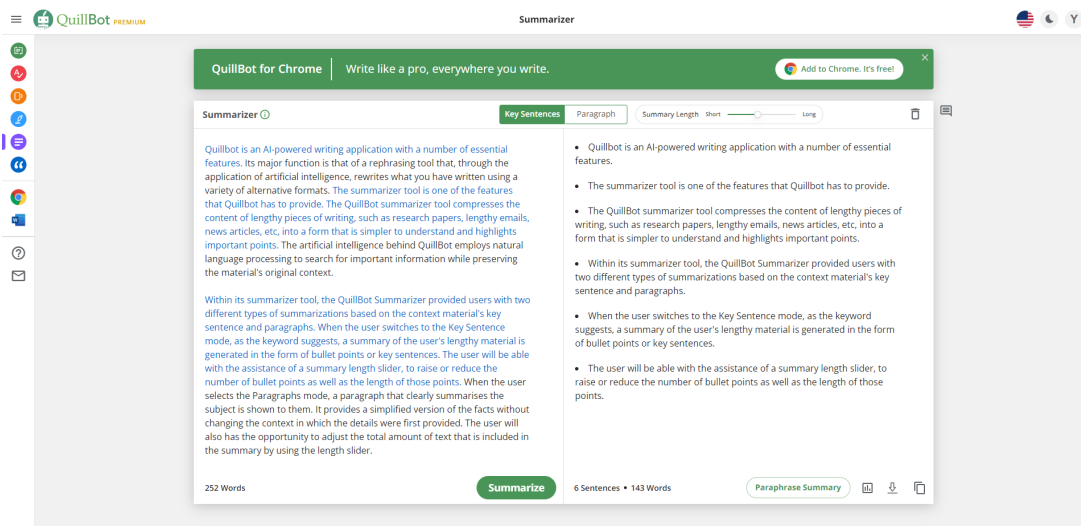 QuillBot PREMIUM
Summarizer
Y
QuillBot for Chrome
Write like a pro, everywhere you write.
Add to Chrome. It's free!
Summarizer
Key Sentences
Paragraph
Summary Length
Short
Long
Quillbot is an AI-powered writing application with a number of essential
features. Its major function is that of a rephrasing tool that, through the
application of artificial intelligence, rewrites what you have written using a
variety of alternative formats. The summarizer tool is one of the features
that Quillbot has to provide. The QuillBot summarizer tool compresses the
content of lengthy pieces of writing, such as research papers, lengthy emails,
news articles, etc, into a form that is simpler to understand and highlights
important points. The artificial intelligence behind QuillBot employs natural
language processing to search for important information while preserving
the material's original context.
Within its summarizer tool, the QuillBot Summarizer provided users with two
different types of summarizations based on the context material's key
sentence and paragraphs. When the user switches to the Key Sentence
mode, as the keyword suggests, a summary of the user's lengthy material is
generated in the form of bullet points or key sentences. The user will be able
with the assistance of a summary length slider, to raise or reduce the
number of bullet points as well as the length of those points. When the user
selects the Paragraphs mode, a paragraph that clearly summarises the
subject is shown to them. It provides a simplified version of the facts without
changing the context in which the details were first provided. The user will
also has the opportunity to adjust the total amount of text that is included in
the summary by using the length slider.
252 Words
Summarize
• Quillbot is an AI-powered writing application with a number of essential
features.
• The summarizer tool is one of the features that Quillbot has to provide.
• The QuillBot summarizer tool compresses the content of lengthy pieces of
writing, such as research papers, lengthy emails, news articles, etc, into a
form that is simpler to understand and highlights important points.
• Within its summarizer tool, the QuillBot Summarizer provided users with
two different types of summarizations based on the context material's key
sentence and paragraphs.
• When the user switches to the Key Sentence mode, as the keyword
suggests, a summary of the user's lengthy material is generated in the form
of bullet points or key sentences.
• The user will be able with the assistance of a summary length slider, to
raise or reduce the number of bullet points as well as the length of those
points.
6 Sentences • 143 Words
Paraphrase Summary